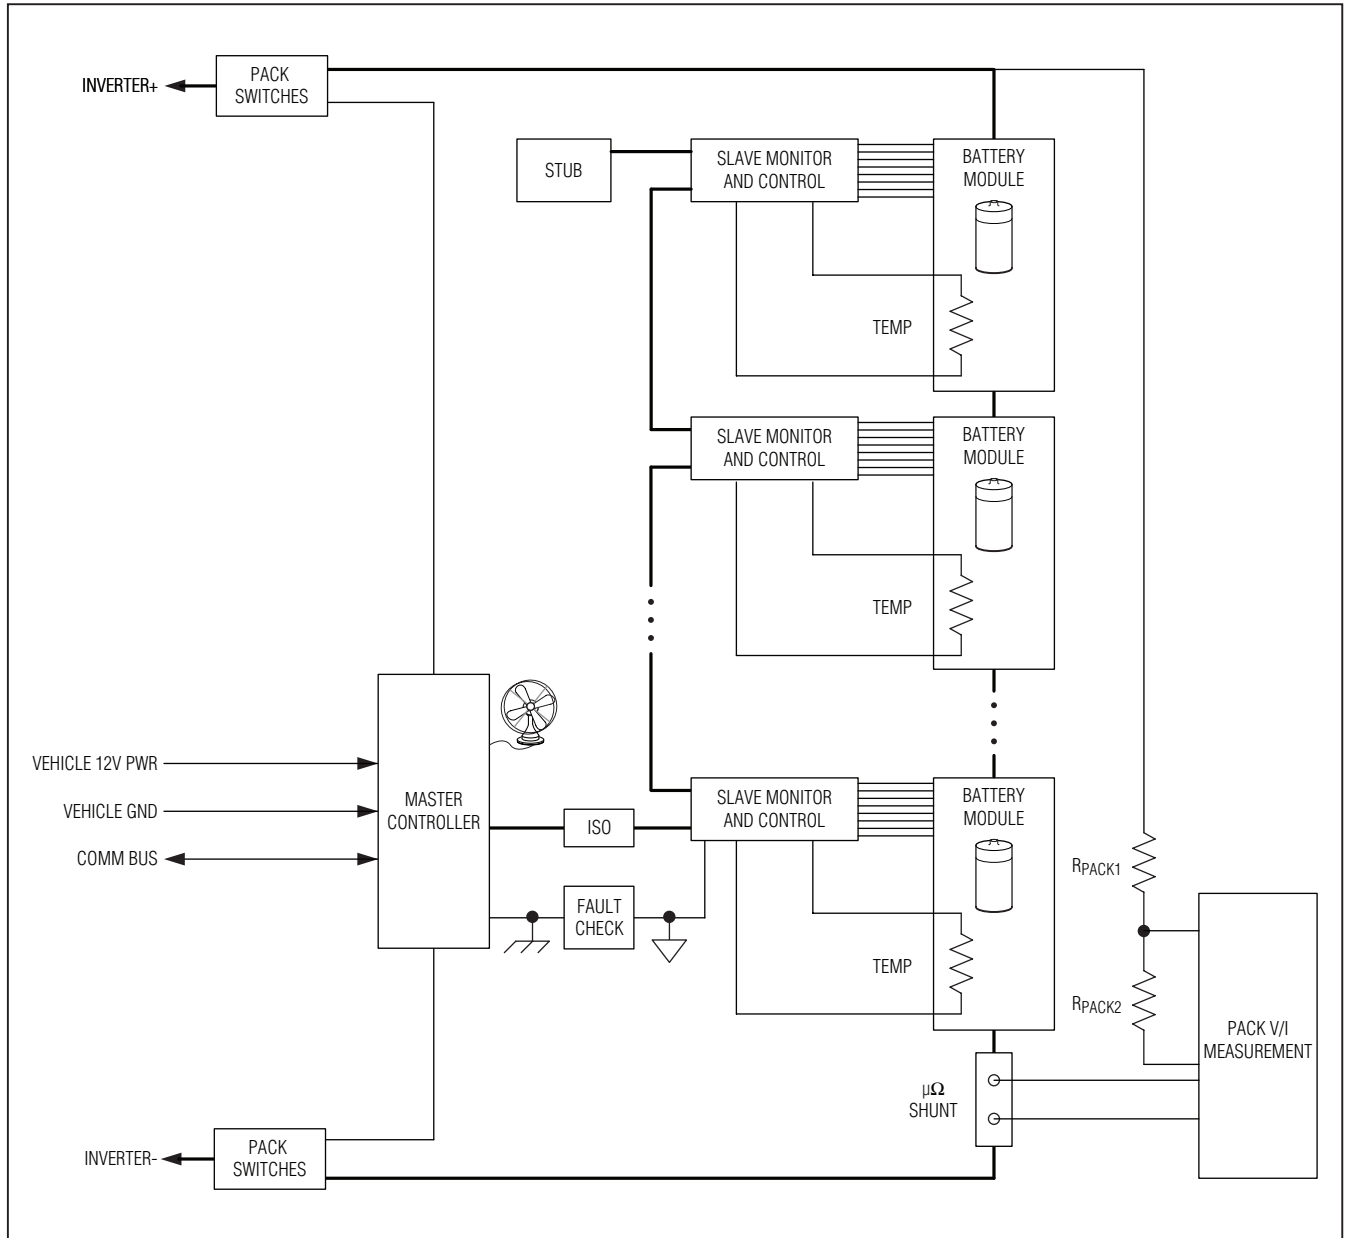 INVERTER+
PACK
SWITCHES
STUB
SLAVE MONITOR
AND CONTROL
BATTERY
MODULE
TEMP
SLAVE MONITOR
AND CONTROL
BATTERY
MODULE
TEMP
VEHICLE 12V PWR
VEHICLE GND
COMM BUS
MASTER
CONTROLLER
ISO
FAULT
CHECK
SLAVE MONITOR
AND CONTROL
BATTERY
MODULE
TEMP
RPACK1
RPACK2
PACK V/I
MEASUREMENT
µΩ
SHUNT
INVERTER-
PACK
SWITCHES